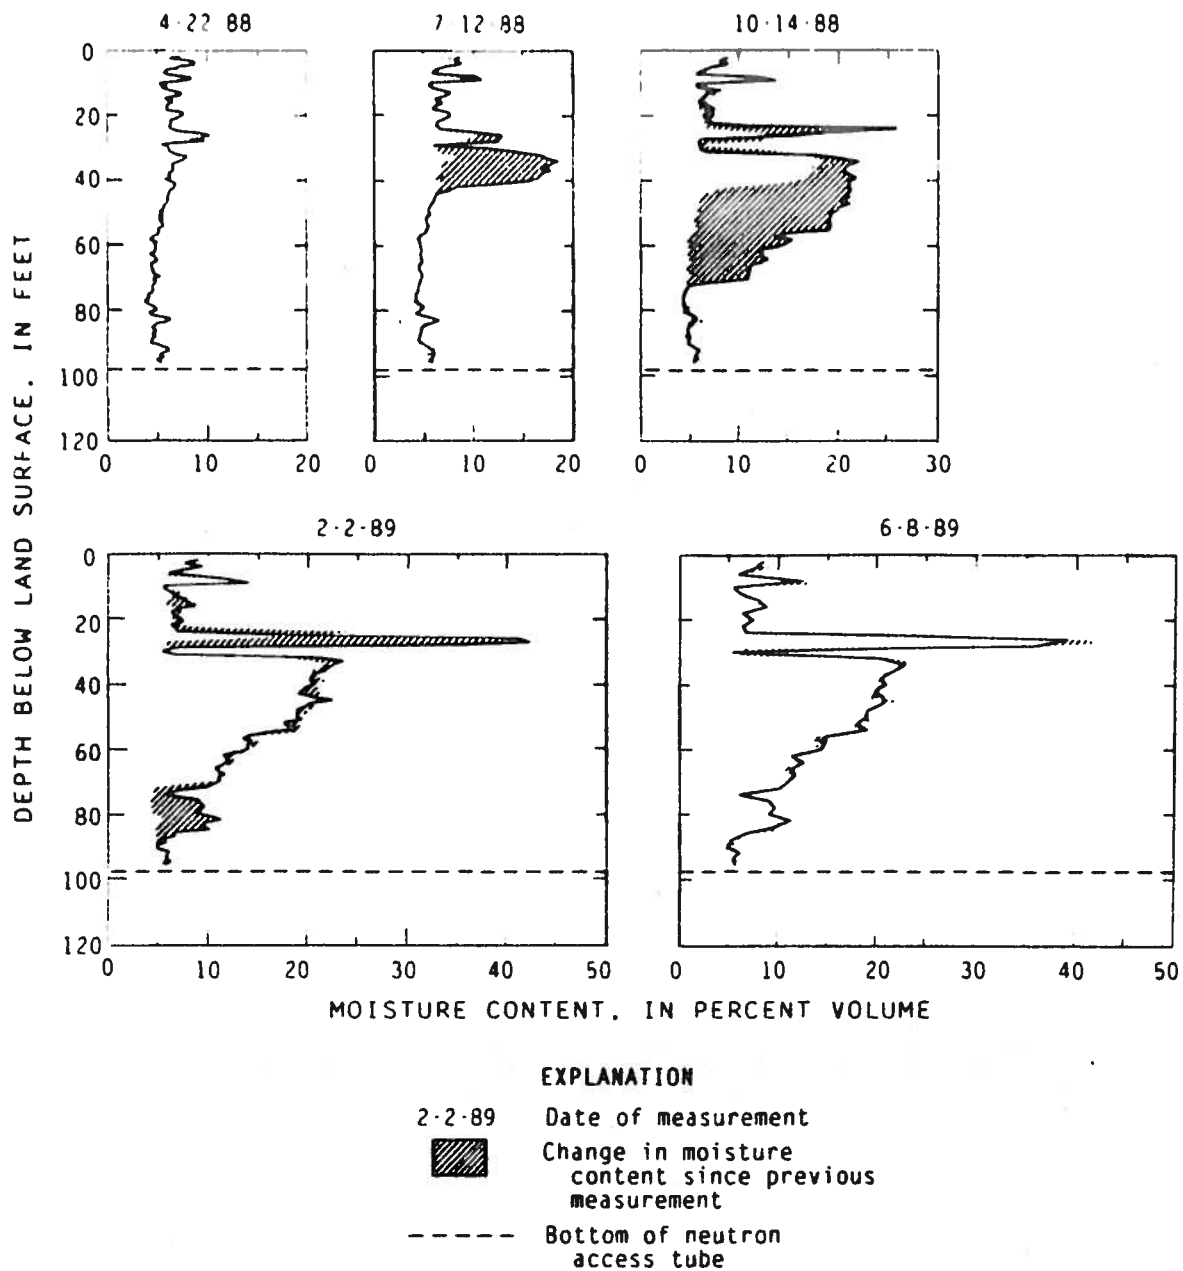 4·22 88 7·12·88 10·14·88
0
20
40
60
80
100
120
0 10 20 0 10 20 0 10 20 30
2·2·89 6·8·89
0
20
40
60
80
100
120
0 10 20 30 40 50 0 10 20 30 40 50
DEPTH BELOW LAND SURFACE, IN FEET
MOISTURE CONTENT, IN PERCENT VOLUME
EXPLANATION
2·2·89 Date of measurement
Change in moisture
content since previous
measurement
Bottom of neutron
access tube